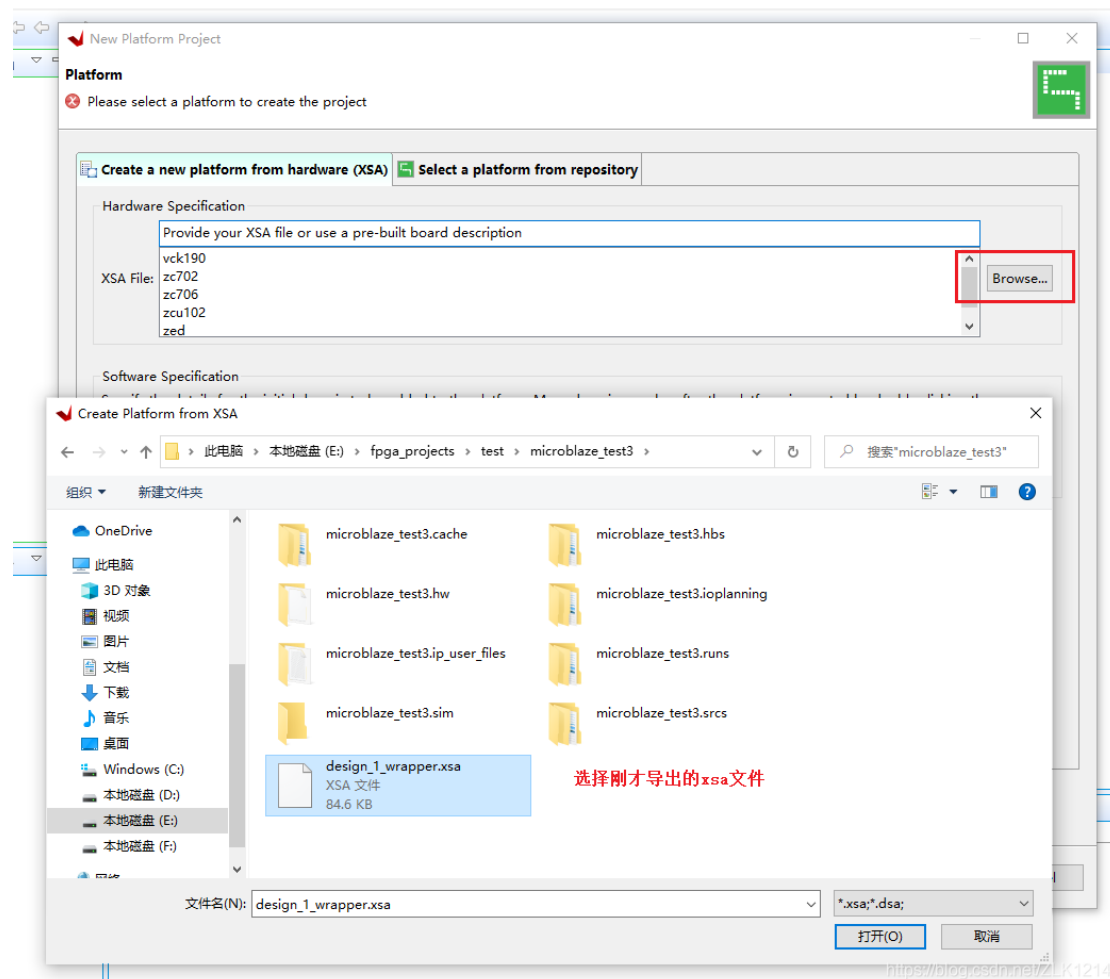 New Platform Project
Platform
Please select a platform to create the project
Create a new platform from hardware (XSA)
Select a platform from repository
Hardware Specification
Provide your XSA file or use a pre-built board description
XSA File:
vck190
zc702
zc706
zcu102
zed
Browse...
Software Specification
Create Platform from XSA
此电脑 > 本地磁盘 (E:) > fpga_projects > test > microblaze_test3 >
搜索"microblaze_test3"
组织
新建文件夹
OneDrive
此电脑
3D 对象
视频
图片
文档
下载
音乐
桌面
Windows (C:)
本地磁盘 (D:)
本地磁盘 (E:)
本地磁盘 (F:)
microblaze_test3.cache
microblaze_test3.hbs
microblaze_test3.hw
microblaze_test3.ioplanning
microblaze_test3.ip_user_files
microblaze_test3.runs
microblaze_test3.sim
microblaze_test3.srcs
design_1_wrapper.xsa
XSA 文件
84.6 KB
选择刚才导出的xsa文件
文件名(N):
design_1_wrapper.xsa
*.xsa;*.dsa;
打开(O)
取消
https://blog.csdn.net/ZLK1214